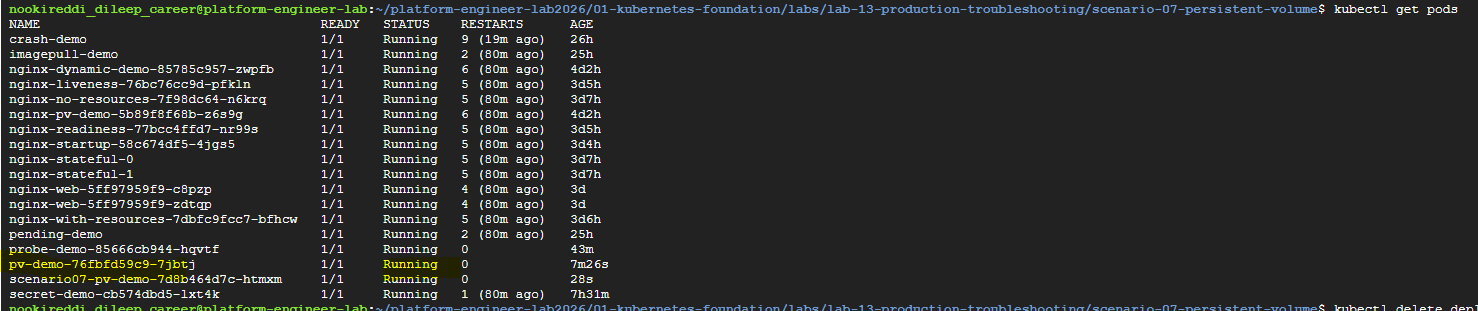 nookireddi_dileep_career@platform-engineer-lab:~/platform-engineer-lab2026/01-kubernetes-foundation/labs/lab-13-production-troubleshooting/scenario-07-persistent-volume$ kubectl get pods
NAME READY STATUS RESTARTS AGE
crash-demo 1/1 Running 9 (19m ago) 26h
imagepull-demo 1/1 Running 2 (80m ago) 25h
nginx-dynamic-demo-85785c957-zwpfb 1/1 Running 6 (80m ago) 4d2h
nginx-liveness-76bc76cc9d-pfkln 1/1 Running 5 (80m ago) 3d5h
nginx-no-resources-7f98dc64-n6krq 1/1 Running 5 (80m ago) 3d7h
nginx-pv-demo-5b89f8f68b-z6s9g 1/1 Running 6 (80m ago) 4d2h
nginx-readiness-77bcc4ffd7-nr99s 1/1 Running 5 (80m ago) 3d5h
nginx-startup-58c674df5-4jgs5 1/1 Running 5 (80m ago) 3d4h
nginx-stateful-0 1/1 Running 5 (80m ago) 3d7h
nginx-stateful-1 1/1 Running 5 (80m ago) 3d7h
nginx-web-5ff97959f9-c8pzp 1/1 Running 4 (80m ago) 3d
nginx-web-5ff97959f9-zdtqp 1/1 Running 4 (80m ago) 3d
nginx-with-resources-7dbfc9fcc7-bfhcw 1/1 Running 5 (80m ago) 3d6h
pending-demo 1/1 Running 2 (80m ago) 25h
probe-demo-85666cb944-hqvtf 1/1 Running 0 43m
pv-demo-76fbfd59c9-7jbtj 1/1 Running 0 7m26s
scenario07-pv-demo-7d8b464d7c-htmxm 1/1 Running 0 28s
secret-demo-cb574dbd5-lxt4k 1/1 Running 1 (80m ago) 7h31m
nookireddi_dileep_career@platform-engineer-lab:~/platform-engineer-lab2026/01-kubernetes-foundation/labs/lab-13-production-troubleshooting/scenario-07-persistent-volume$ kubectl delete depl